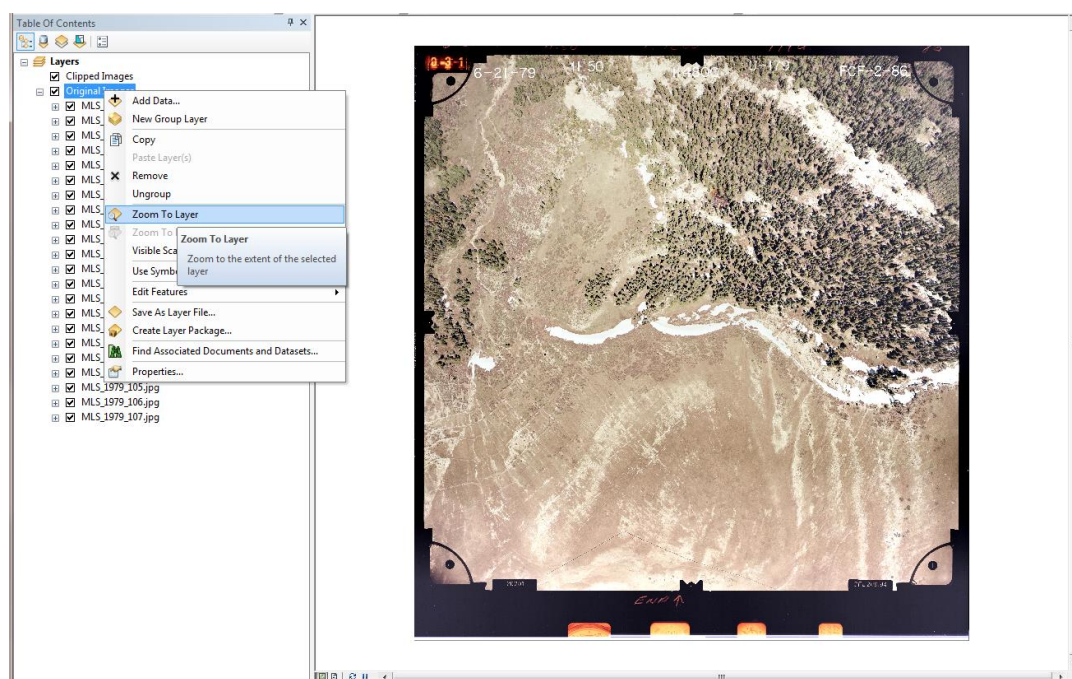 Table Of Contents
Layers
Clipped Images
Original
Add Data...
MLS_
New Group Layer
MLS_
MLS_
Copy
MLS_
Paste Layer(s)
MLS_
Remove
MLS_
Ungroup
MLS_
MLS_
Zoom To Layer
MLS_
Zoom To
MLS_
Zoom To Layer
Zoom to the extent of the selected
layer
Visible Sca
MLS_
Use Symbo
MLS_
Edit Features
MLS_
MLS_
Save As Layer File...
MLS_
Create Layer Package...
MLS_
Find Associated Documents and Datasets...
MLS_
MLS_
Properties...
MLS_
MLS_1979_105.jpg
MLS_1979_106.jpg
MLS_1979_107.jpg
6-21-79
FCF-2-86
END